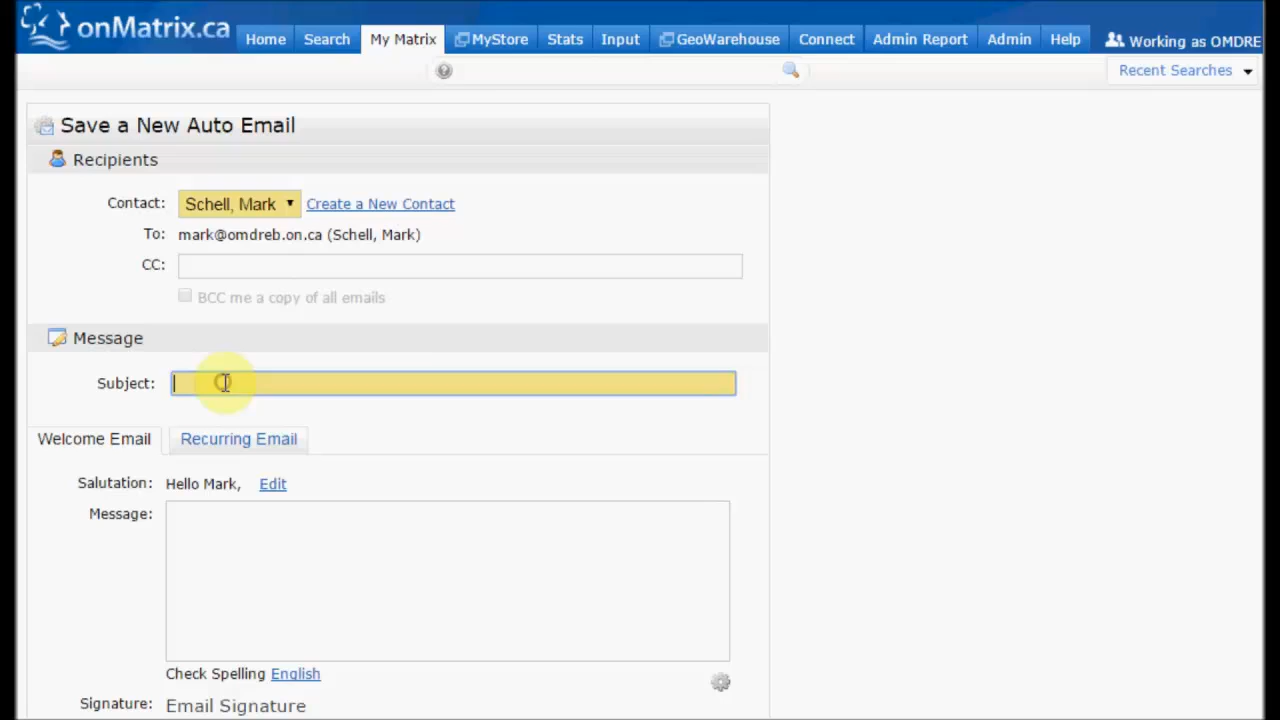 onMatrix.ca
Home Search My Matrix MyStore Stats Input GeoWarehouse Connect Admin Report Admin Help Working as OMDRE
Recent Searches
Save a New Auto Email
Recipients
Contact: Schell, Mark Create a New Contact
To: mark@omdreb.on.ca (Schell, Mark)
CC:
BCC me a copy of all emails
Message
Subject:
Welcome Email Recurring Email
Salutation: Hello Mark, Edit
Message:
Check Spelling English
Signature: Email Signature